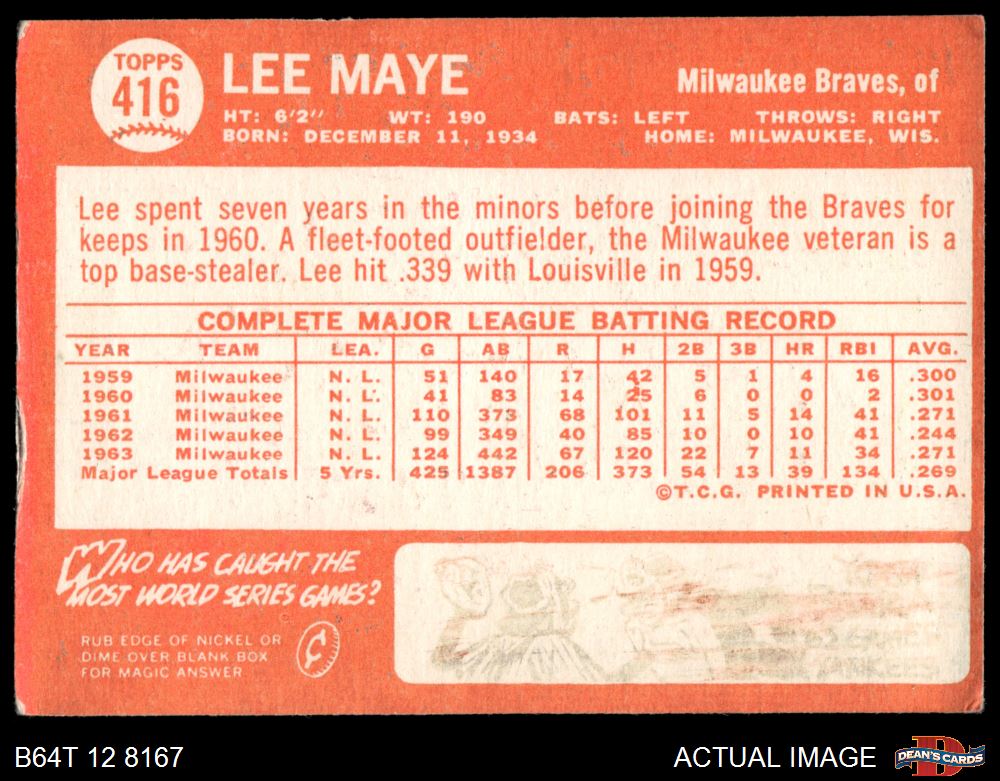 TOPPS
416
LEE MAYE
Milwaukee Braves, of
HT: 6'2" WT: 190 BATS: LEFT THROWS: RIGHT
BORN: DECEMBER 11, 1934 HOME: MILWAUKEE, WIS.
Lee spent seven years in the minors before joining the Braves for
keeps in 1960. A fleet-footed outfielder, the Milwaukee veteran is a
top base-stealer. Lee hit .339 with Louisville in 1959.
COMPLETE MAJOR LEAGUE BATTING RECORD
YEAR TEAM LEA. G AB R H 2B 3B HR RBI AVG.
1959 Milwaukee N. L. 51 140 17 42 5 1 4 16 .300
1960 Milwaukee N. L. 41 83 14 25 6 0 0 2 .301
1961 Milwaukee N. L. 110 373 68 101 11 5 14 41 .271
1962 Milwaukee N. L. 99 349 40 85 10 0 10 41 .244
1963 Milwaukee N. L. 124 442 67 120 22 7 11 34 .271
Major League Totals 5 Yrs. 425 1387 206 373 54 13 39 134 .269
©T.C.G. PRINTED IN U.S.A.
WHO HAS CAUGHT THE
MOST WORLD SERIES GAMES?
RUB EDGE OF NICKEL OR
DIME OVER BLANK BOX
FOR MAGIC ANSWER
B64T 12 8167
ACTUAL IMAGE
DEAN'S CARDS